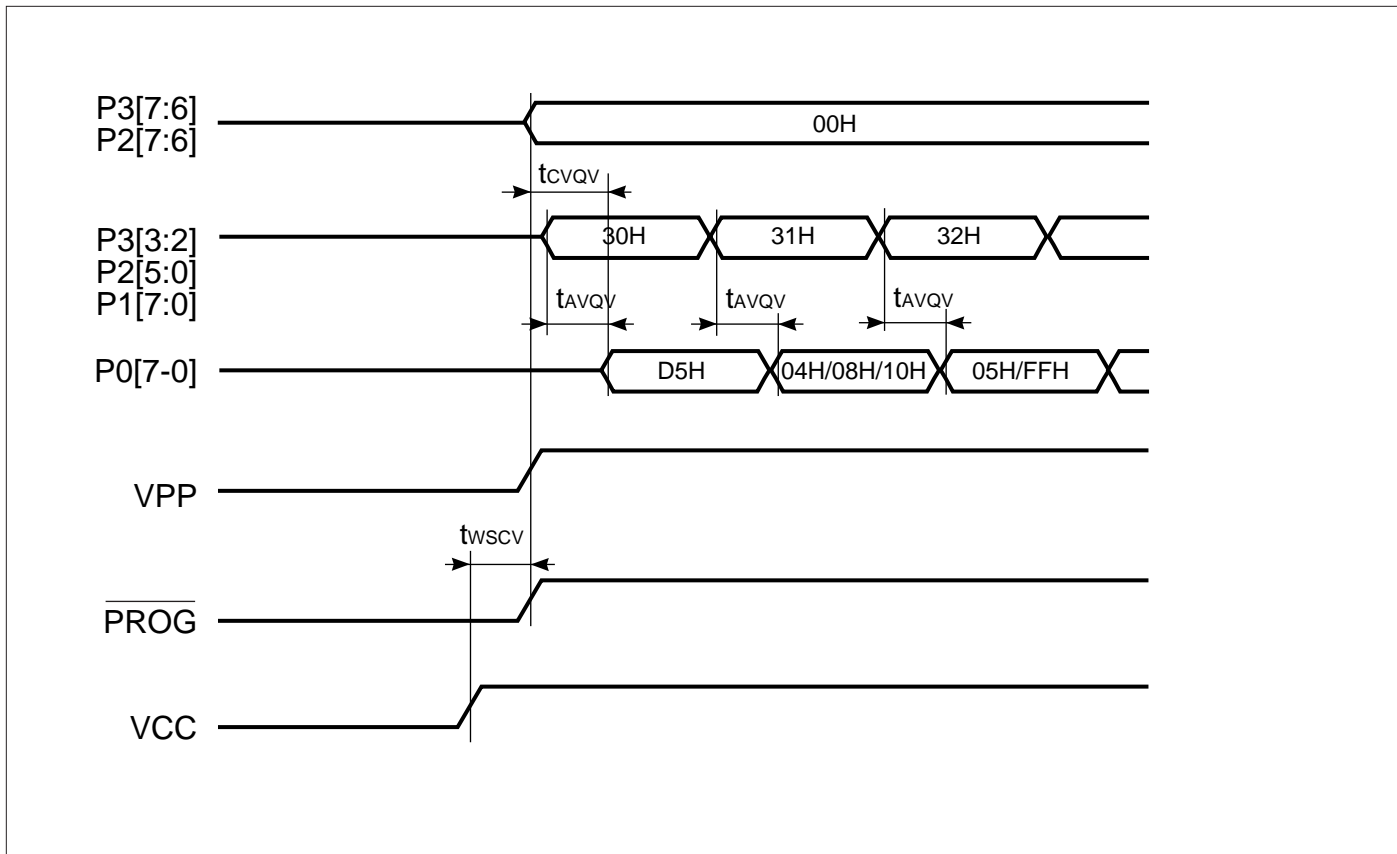 P3[7:6]
P2[7:6]
00H
tCVQV
P3[3:2]
P2[5:0]
P1[7:0]
30H
31H
32H
tAVQV
tAVQV
tAVQV
P0[7-0]
D5H
04H/08H/10H
05H/FFH
VPP
tWSCV
PROG
VCC